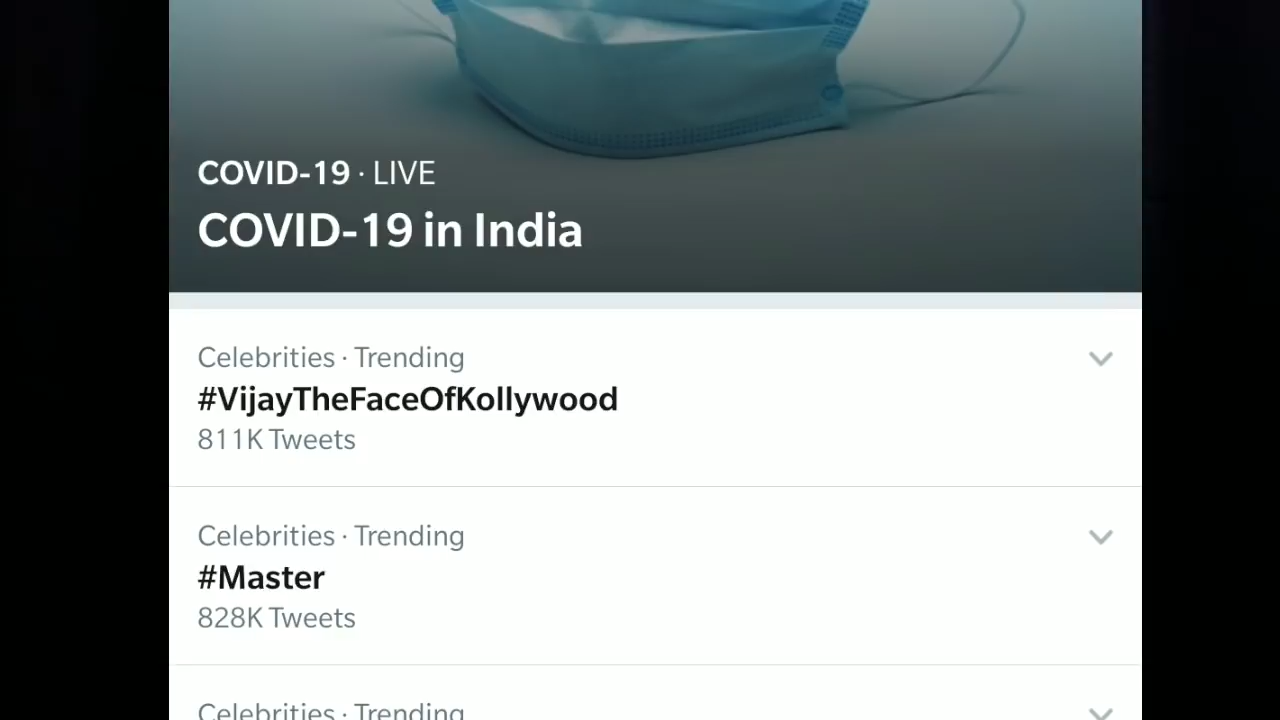 COVID-19 · LIVE
COVID-19 in India
Celebrities · Trending
#VijayTheFaceOfKollywood
811K Tweets
Celebrities · Trending
#Master
828K Tweets
Celebrities · Trending